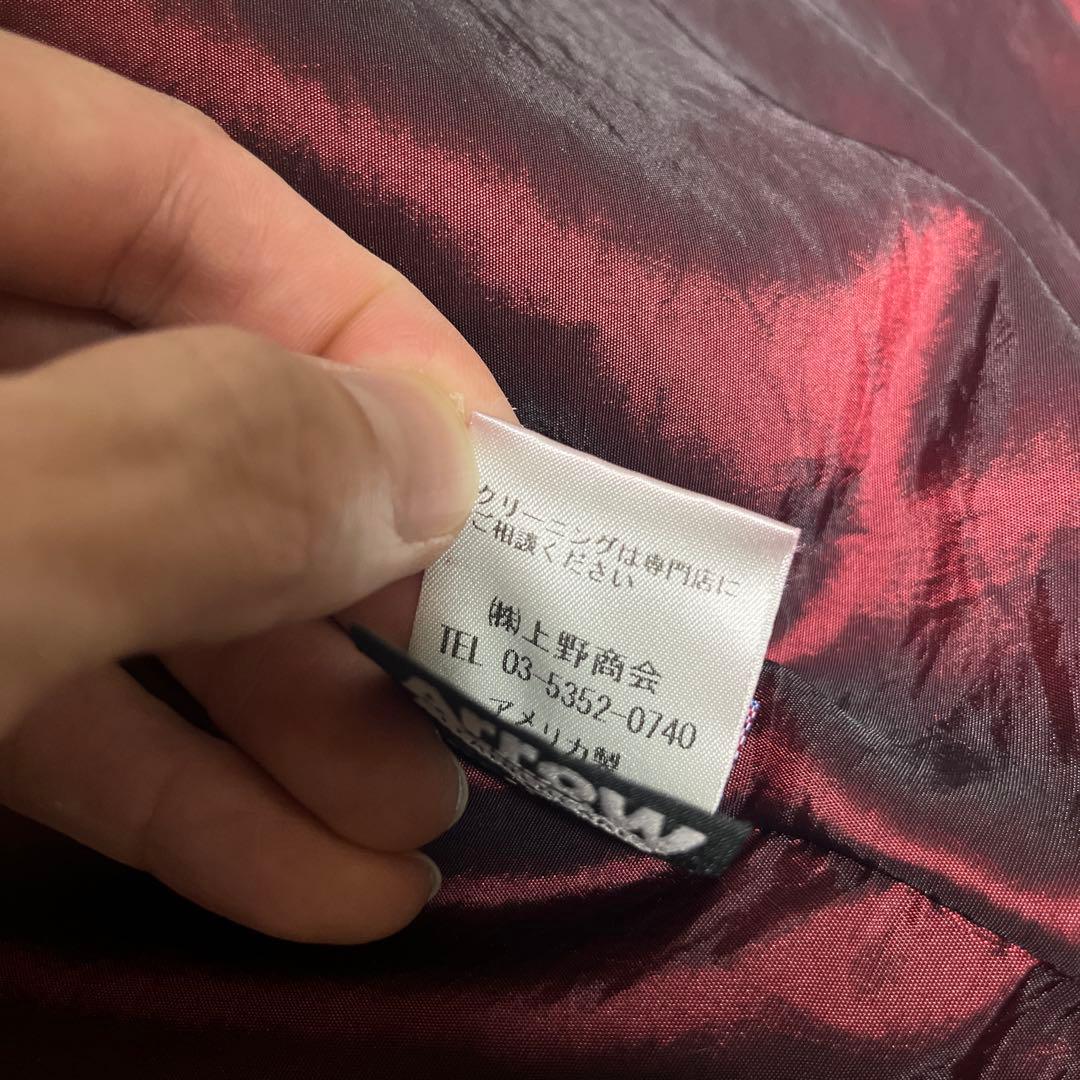 クリーニングは専門店に
ご相談ください
㈱上野商会
TEL 03-5352-0740
アメリカ製
Arrow